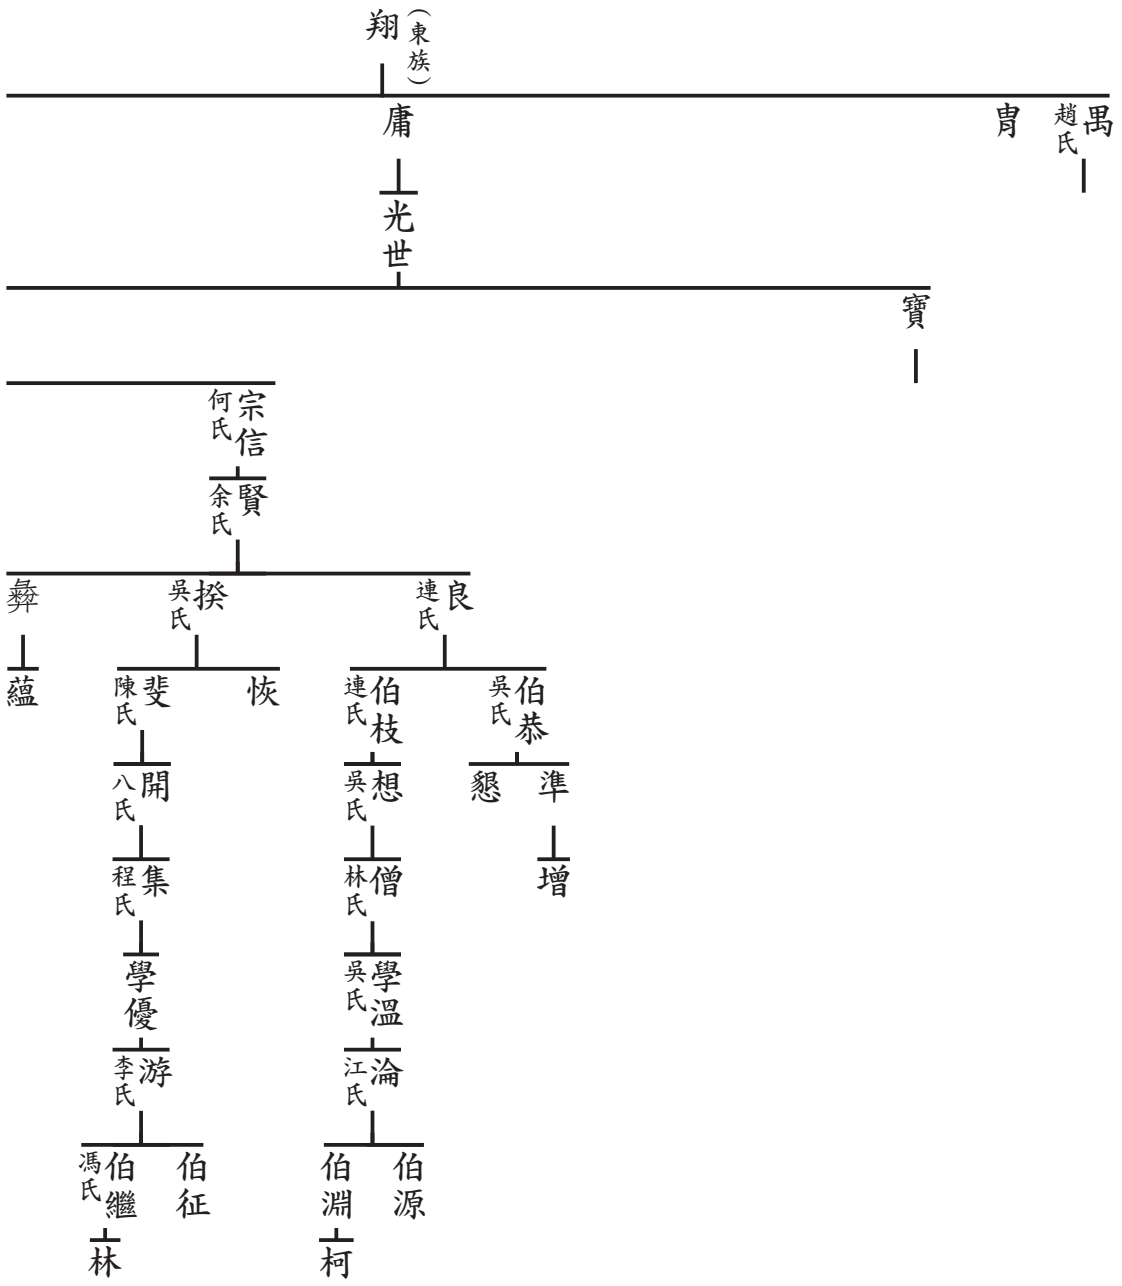 翔
（東族）
禺
趙氏
冑
庸
光世
寶
宗信
何氏
賢
余氏
良
連氏
揆
吳氏
彝
伯恭
吳氏
伯枝
連氏
恢
斐
陳氏
蘊
準
懇
想
吳氏
開
八氏
增
僧
林氏
集
程氏
學溫
吳氏
學優
淪
江氏
游
李氏
伯源
伯淵
伯征
伯繼
馮氏
柯
林